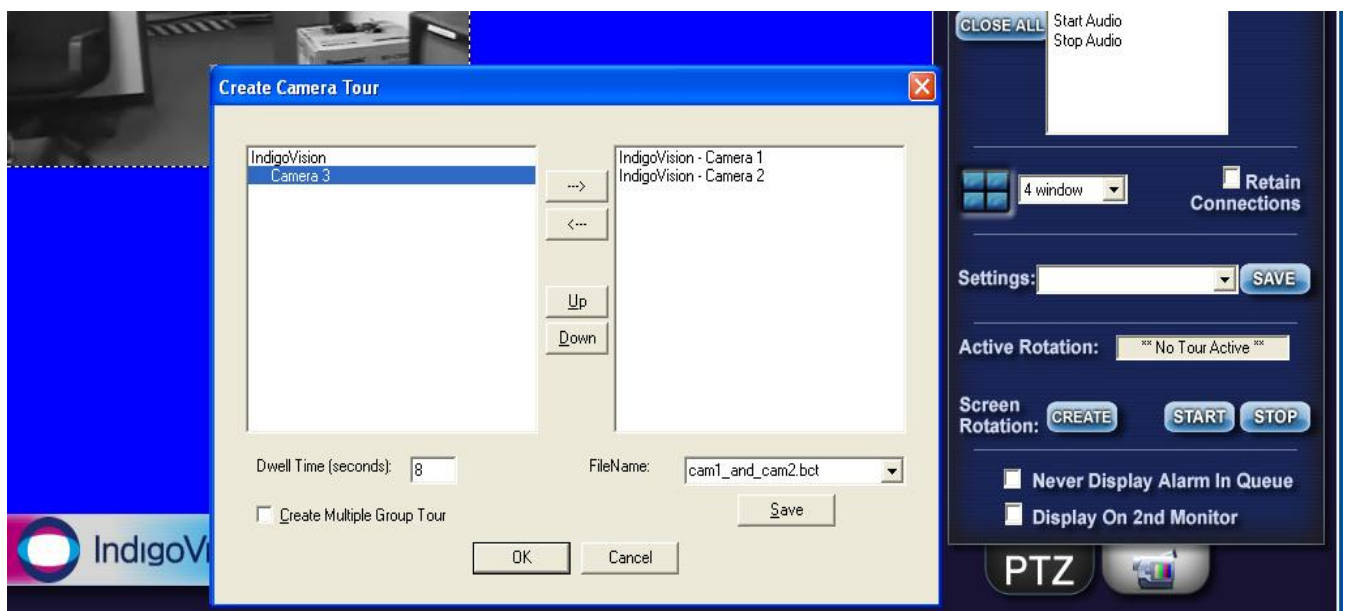 CLOSE ALL
Start Audio
Stop Audio
Create Camera Tour
IndigoVision
Camera 3
--->
<---
Up
Down
IndigoVision - Camera 1
IndigoVision - Camera 2
Dwell Time (seconds): 8
FileName: cam1_and_cam2.bct
Create Multiple Group Tour
Save
OK
Cancel
4 window
Retain
Connections
Settings:
SAVE
Active Rotation: ** No Tour Active **
Screen
Rotation:
CREATE
START
STOP
Never Display Alarm In Queue
Display On 2nd Monitor
PTZ
IndigoVi